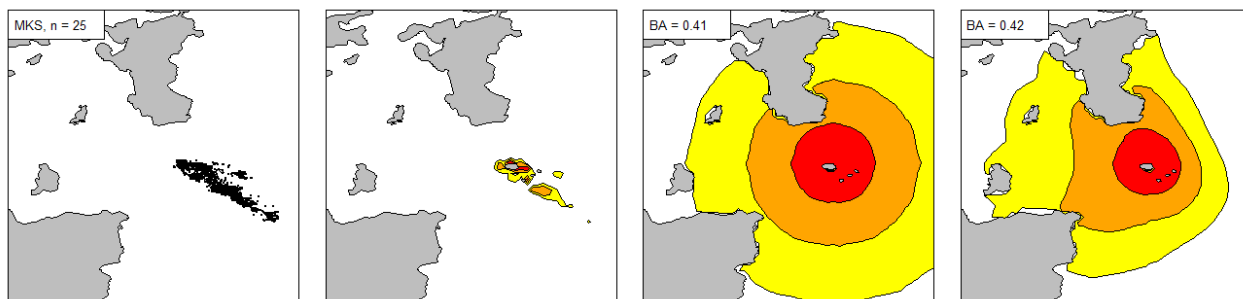 MKS, n = 25
BA = 0.41
BA = 0.42